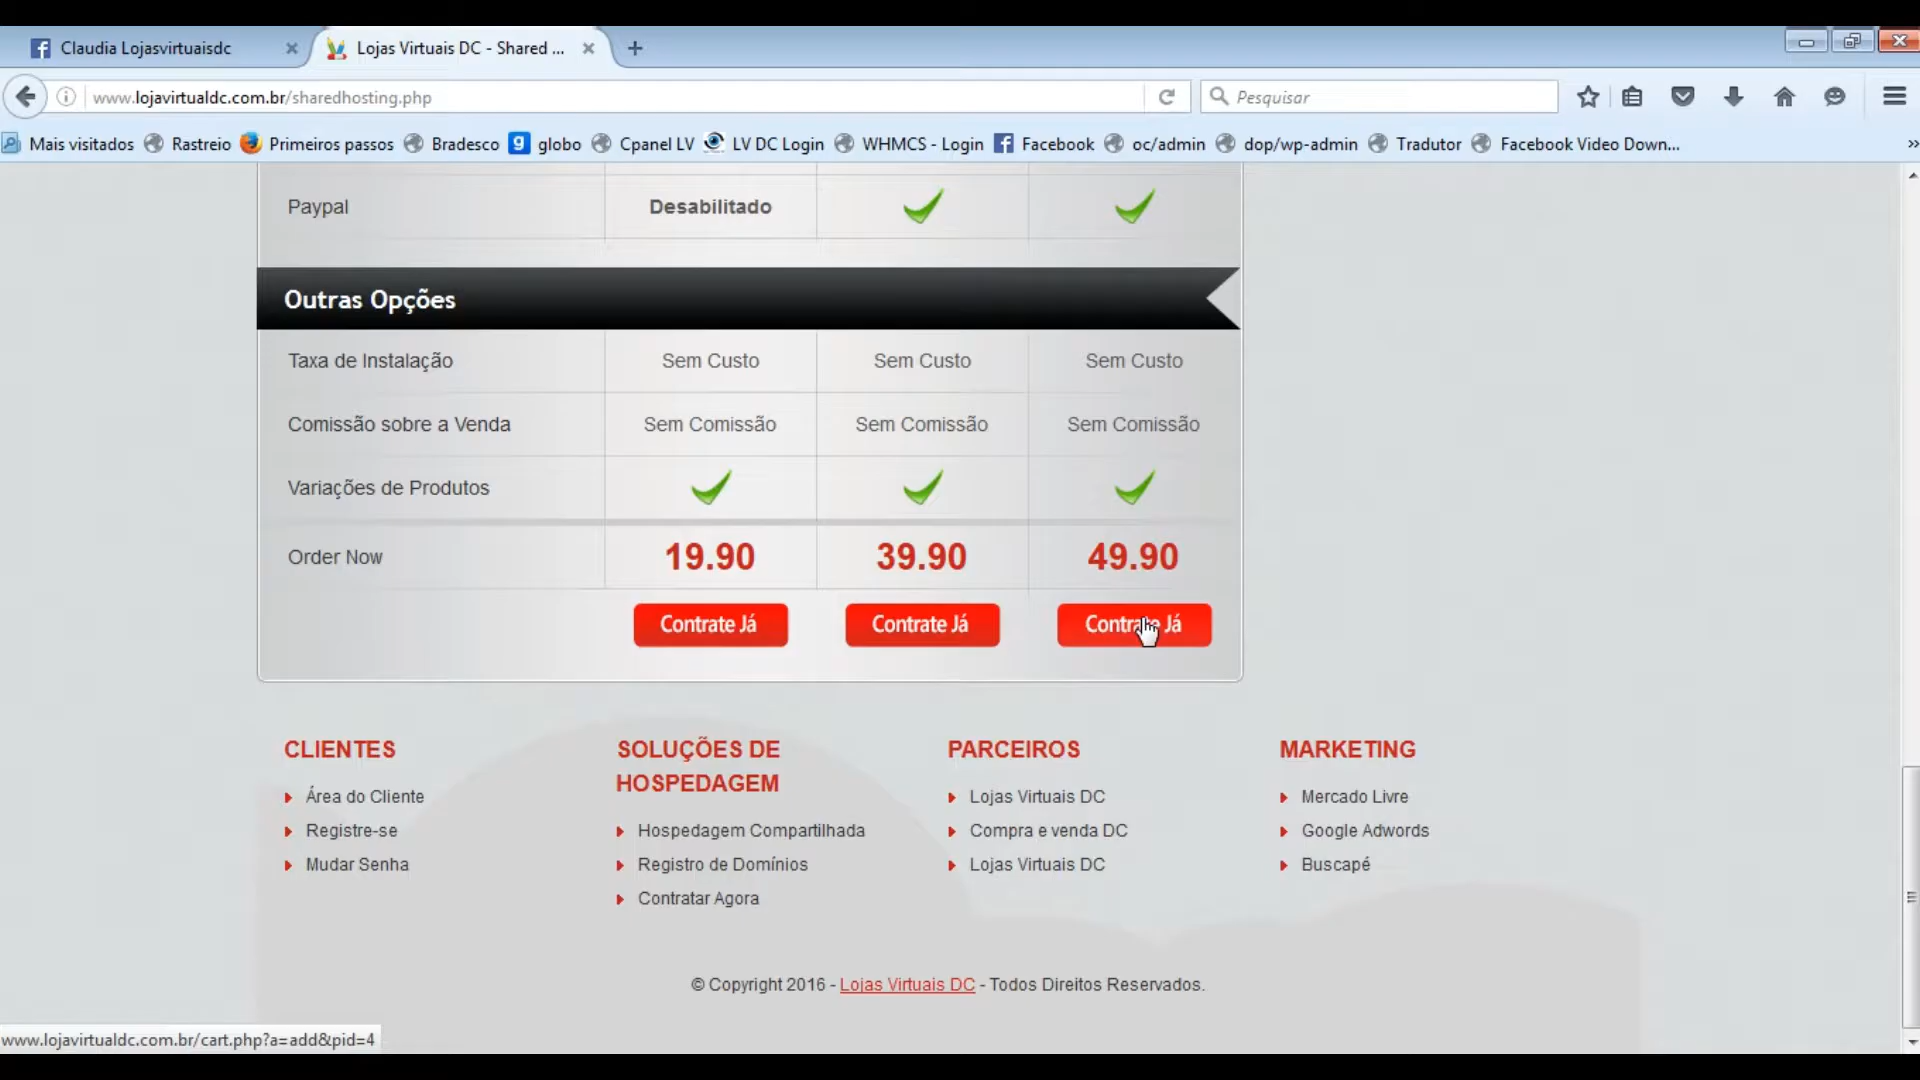 Claudia Lojasvirtuaisdc
Lojas Virtuais DC - Shared ...
www.lojavirtualdc.com.br/sharedhosting.php
Pesquisar
Mais visitados Rastreio Primeiros passos Bradesco globo Cpanel LV LV DC Login WHMCS - Login Facebook oc/admin dop/wp-admin Tradutor Facebook Video Down...
Paypal Desabilitado
Outras Opções
Taxa de Instalação Sem Custo Sem Custo Sem Custo
Comissão sobre a Venda Sem Comissão Sem Comissão Sem Comissão
Variações de Produtos
Order Now 19.90 39.90 49.90
Contrate Já Contrate Já Contrate Já
CLIENTES
Área do Cliente
Registre-se
Mudar Senha
SOLUÇÕES DE
HOSPEDAGEM
Hospedagem Compartilhada
Registro de Domínios
Contratar Agora
PARCEIROS
Lojas Virtuais DC
Compra e venda DC
Lojas Virtuais DC
MARKETING
Mercado Livre
Google Adwords
Buscapé
© Copyright 2016 - Lojas Virtuais DC - Todos Direitos Reservados.
www.lojavirtualdc.com.br/cart.php?a=add&pid=4